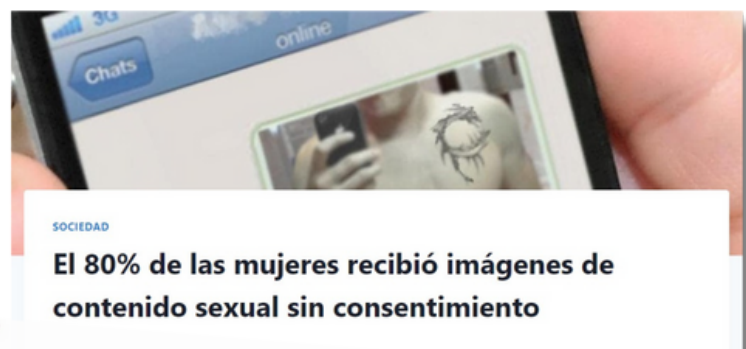 3G
online
Chats
SOCIEDAD
El 80% de las mujeres recibió imágenes de
contenido sexual sin consentimiento